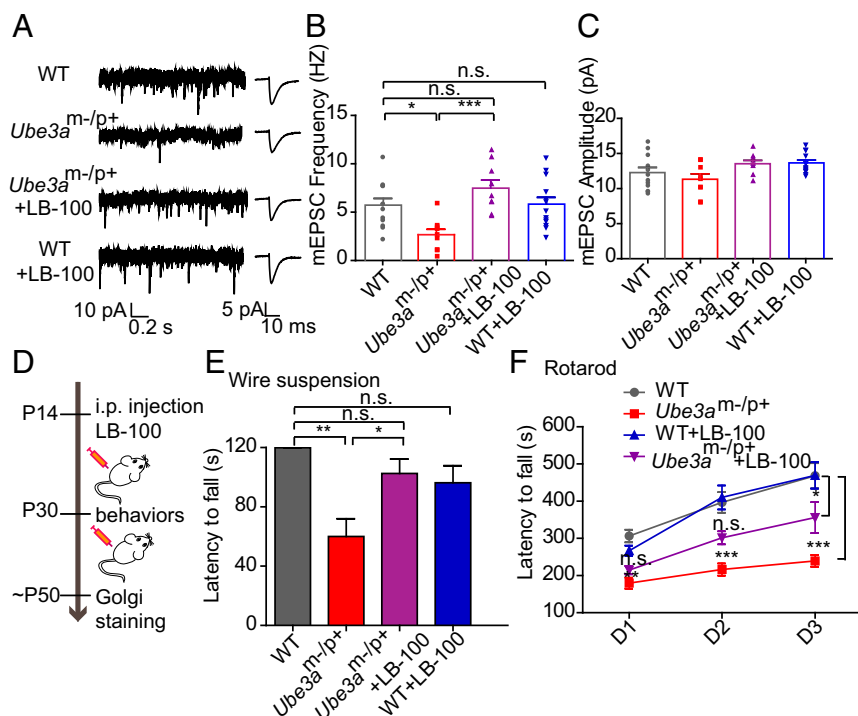 A
WT
Ube3a m-/p+
Ube3a m-/p+
+LB-100
WT
+LB-100
10 pA
0.2 s
5 pA
10 ms
B
mEPSC Frequency (HZ)
n.s.
n.s.
* ***
15
10
5
0
WT
Ube3a m-/p+
Ube3a m-/p+
+LB-100
WT+LB-100
C
mEPSC Amplitude (pA)
20
15
10
5
0
WT
Ube3a m-/p+
Ube3a m-/p+
+LB-100
WT+LB-100
D
P14
i.p. injection
LB-100
P30
behaviors
~P50
Golgi
staining
E
Wire suspension
n.s.
n.s.
** *
Latency to fall (s)
120
80
40
0
WT
Ube3a m-/p+
Ube3a m-/p+
+LB-100
WT+LB-100
F
Rotarod
WT
Ube3a m-/p+
WT+LB-100
Ube3a m-/p+ +LB-100
Latency to fall (s)
600
500
400
300
200
100
n.s.
**
n.s.
***
*
***
D1
D2
D3